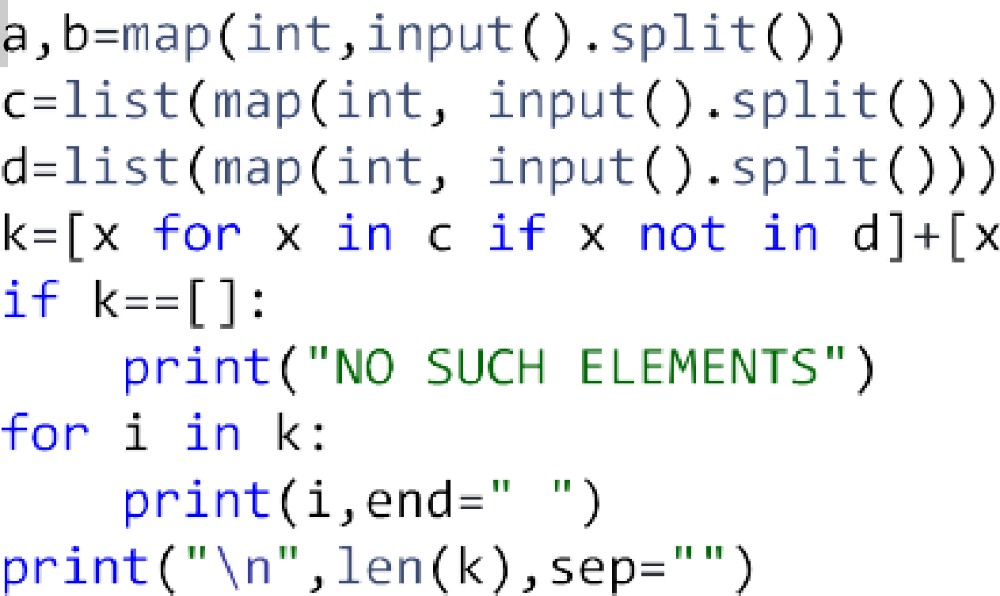 a,b=map(int,input().split())
c=list(map(int, input().split()))
d=list(map(int, input().split()))
k=[x for x in c if x not in d]+[x
if k==[]:
    print("NO SUCH ELEMENTS")
for i in k:
    print(i,end=" ")
print("\n",len(k),sep="")